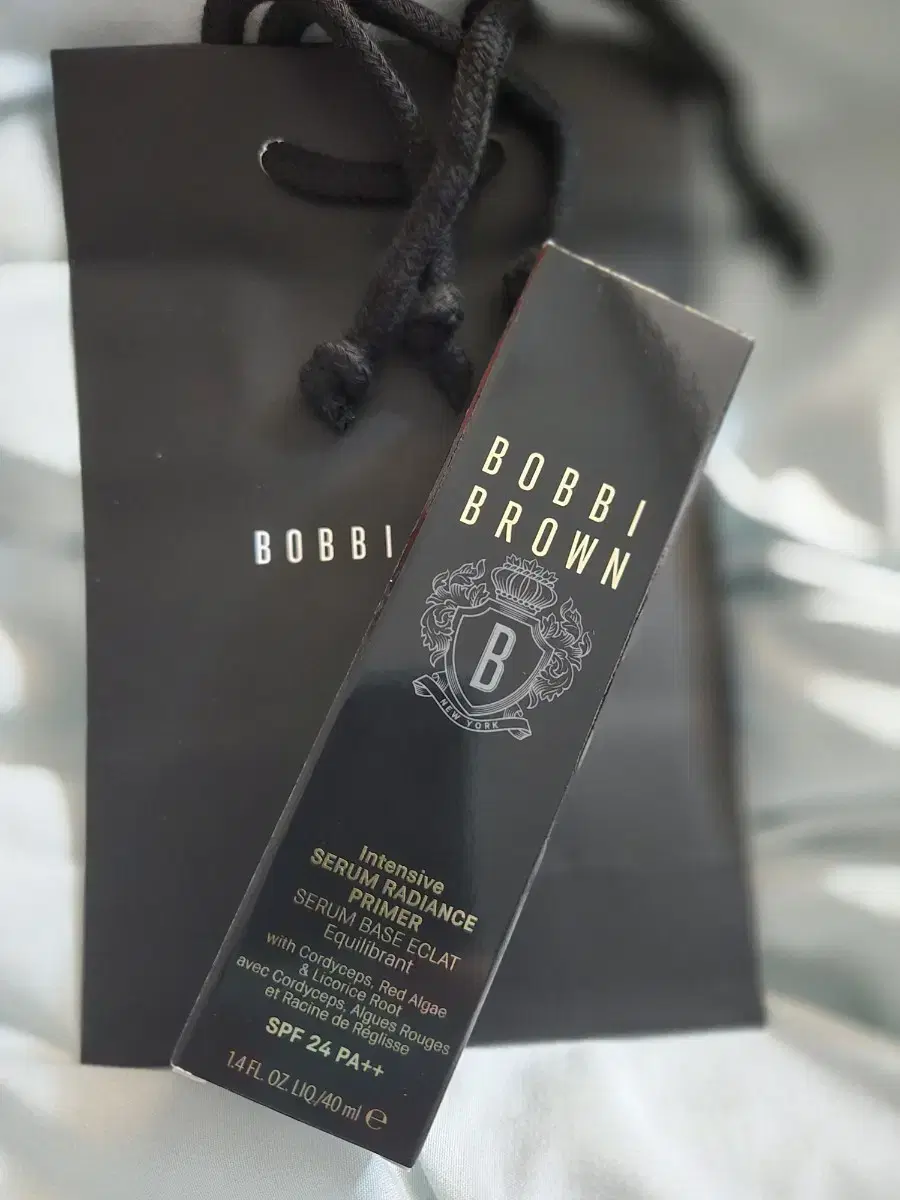 BOBBI
BOBBI
BROWN
B
NEW YORK
Intensive
SERUM RADIANCE
PRIMER
SERUM BASE ECLAT
Equilibrant
with Cordyceps, Red Algae
& Licorice Root
avec Cordyceps, Algues Rouges
et Racine de Réglisse
SPF 24 PA++
1.4 FL. OZ. LIQ./40 ml ℮